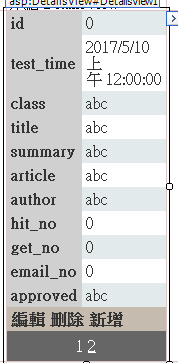 asp:DetailsView#DetailsView1
id 0
test_time 2017/5/10
上
午 12:00:00
class abc
title abc
summary abc
article abc
author abc
hit_no 0
get_no 0
email_no 0
approved abc
編輯 刪除 新增
12